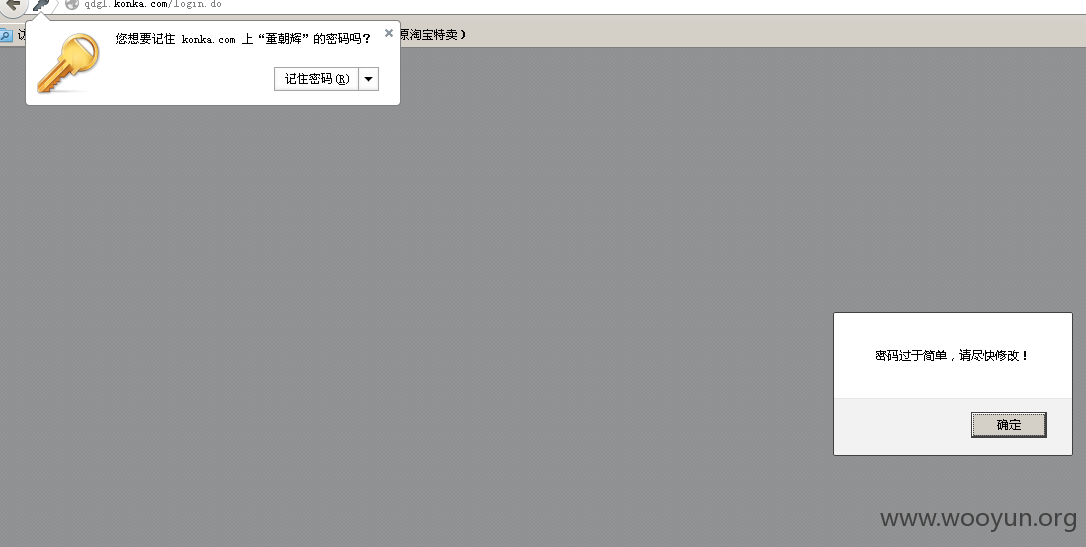 qdgl.konka.com/login.do
您想要记住 konka.com 上“董朝辉”的密码吗？
记住密码(R)
原淘宝特卖）
密码过于简单，请尽快修改！
确定
www.wooyun.org